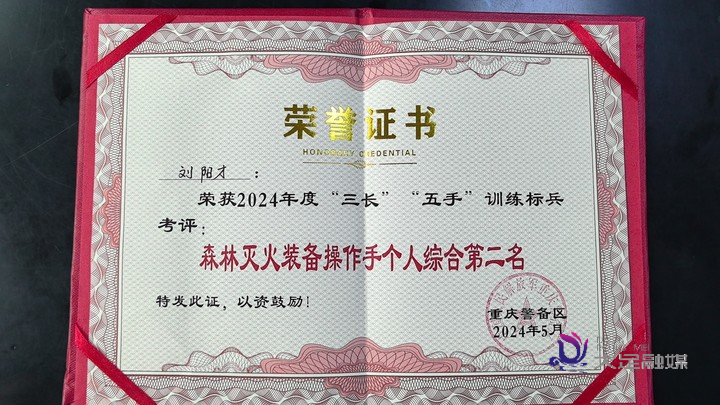 荣誉证书
HONORARY CREDENTIAL
刘阳才：
荣获2024年度“三长”“五手”训练标兵
考评：
森林灭火装备操作手个人综合第二名
特发此证，以资鼓励！
重庆警备区
2024年5月
融媒